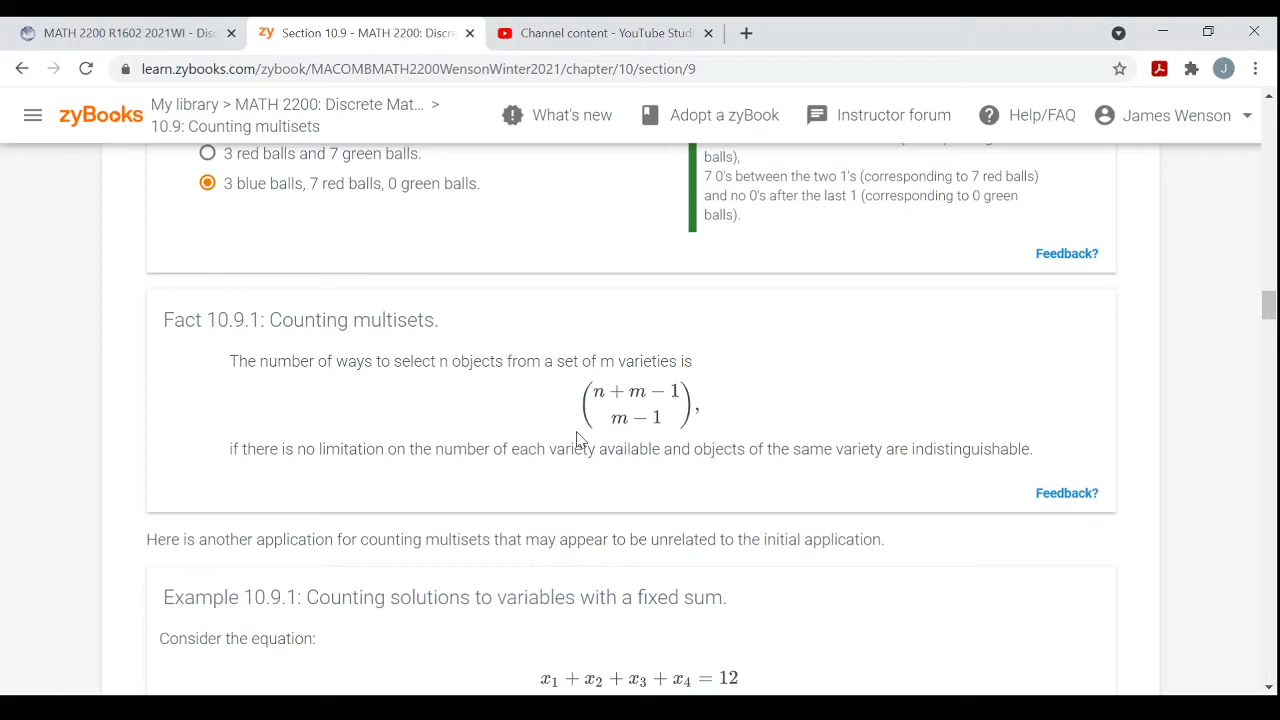 MATH 2200 R1602 2021WI - Disc
zy Section 10.9 - MATH 2200: Discre
Channel content - YouTube Studi
learn.zybooks.com/zybook/MACOMBMATH2200WensonWinter2021/chapter/10/section/9
J
zyBooks
My library > MATH 2200: Discrete Mat... >
10.9: Counting multisets
What's new
Adopt a zyBook
Instructor forum
Help/FAQ
James Wenson
3 red balls and 7 green balls.
3 blue balls, 7 red balls, 0 green balls.
balls),
7 0's between the two 1's (corresponding to 7 red balls)
and no 0's after the last 1 (corresponding to 0 green
balls).
Feedback?
Fact 10.9.1: Counting multisets.
The number of ways to select n objects from a set of m varieties is
(n + m − 1
m − 1),
if there is no limitation on the number of each variety available and objects of the same variety are indistinguishable.
Feedback?
Here is another application for counting multisets that may appear to be unrelated to the initial application.
Example 10.9.1: Counting solutions to variables with a fixed sum.
Consider the equation:
x₁ + x₂ + x₃ + x₄ = 12